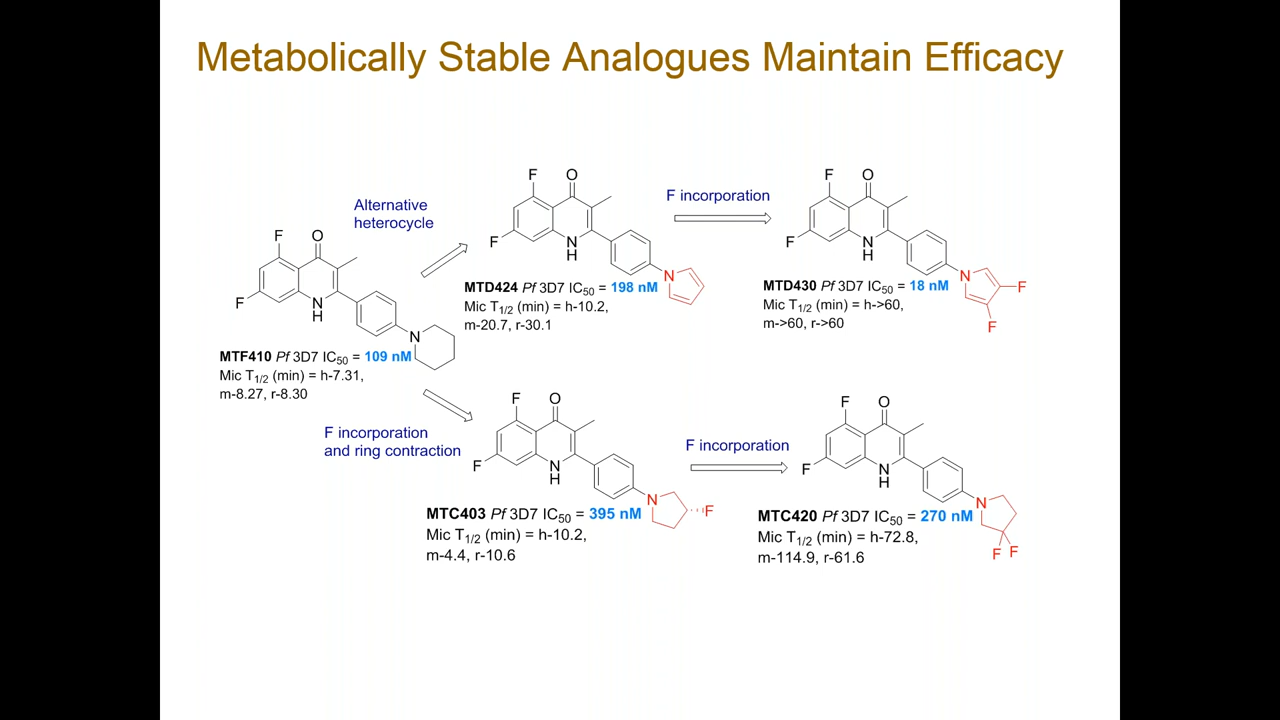 Metabolically Stable Analogues Maintain Efficacy
Alternative
heterocycle
F incorporation
F
O
F
N
H
N
MTF410 Pf 3D7 IC50 = 109 nM
Mic T1/2 (min) = h-7.31,
m-8.27, r-8.30
F
O
F
N
H
N
MTD424 Pf 3D7 IC50 = 198 nM
Mic T1/2 (min) = h-10.2,
m-20.7, r-30.1
F
O
F
N
H
N
F
F
MTD430 Pf 3D7 IC50 = 18 nM
Mic T1/2 (min) = h->60,
m->60, r->60
F incorporation
and ring contraction
F
O
F
N
H
N
F
MTC403 Pf 3D7 IC50 = 395 nM
Mic T1/2 (min) = h-10.2,
m-4.4, r-10.6
F incorporation
F
O
F
N
H
N
F F
MTC420 Pf 3D7 IC50 = 270 nM
Mic T1/2 (min) = h-72.8,
m-114.9, r-61.6